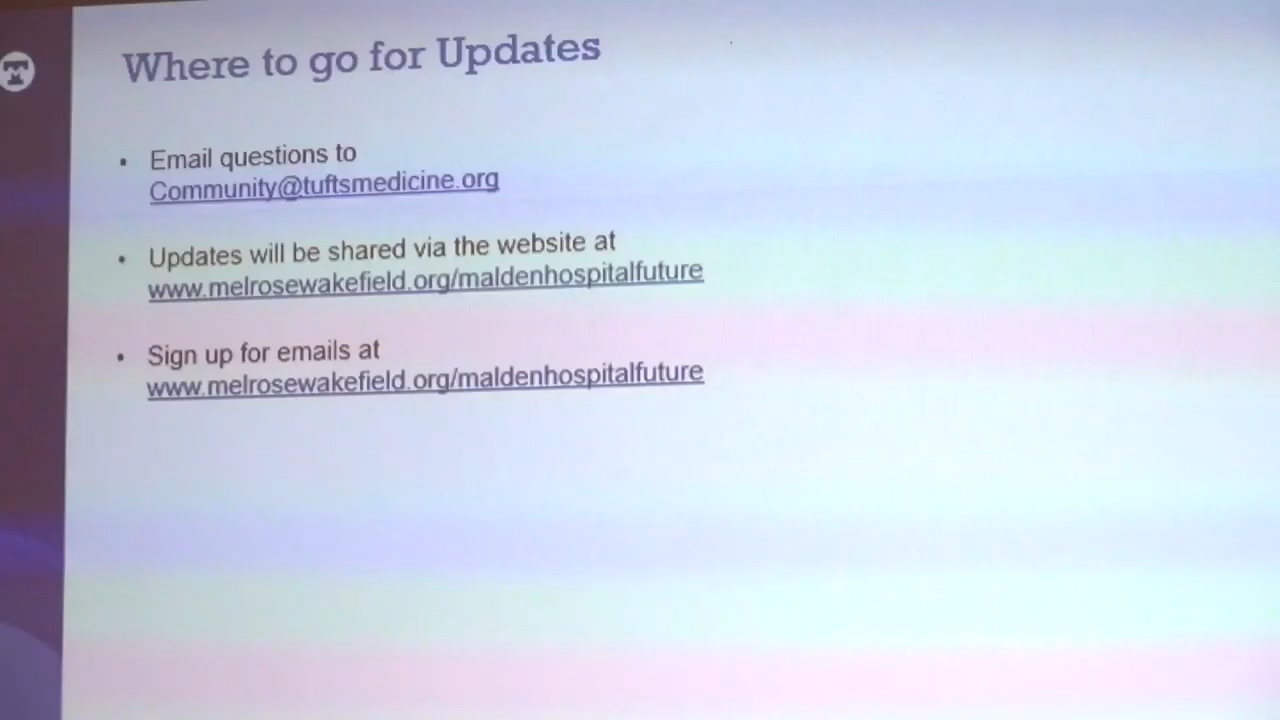 Where to go for Updates
• Email questions to
Community@tuftsmedicine.org
• Updates will be shared via the website at
www.melrosewakefield.org/maldenhospitalfuture
• Sign up for emails at
www.melrosewakefield.org/maldenhospitalfuture